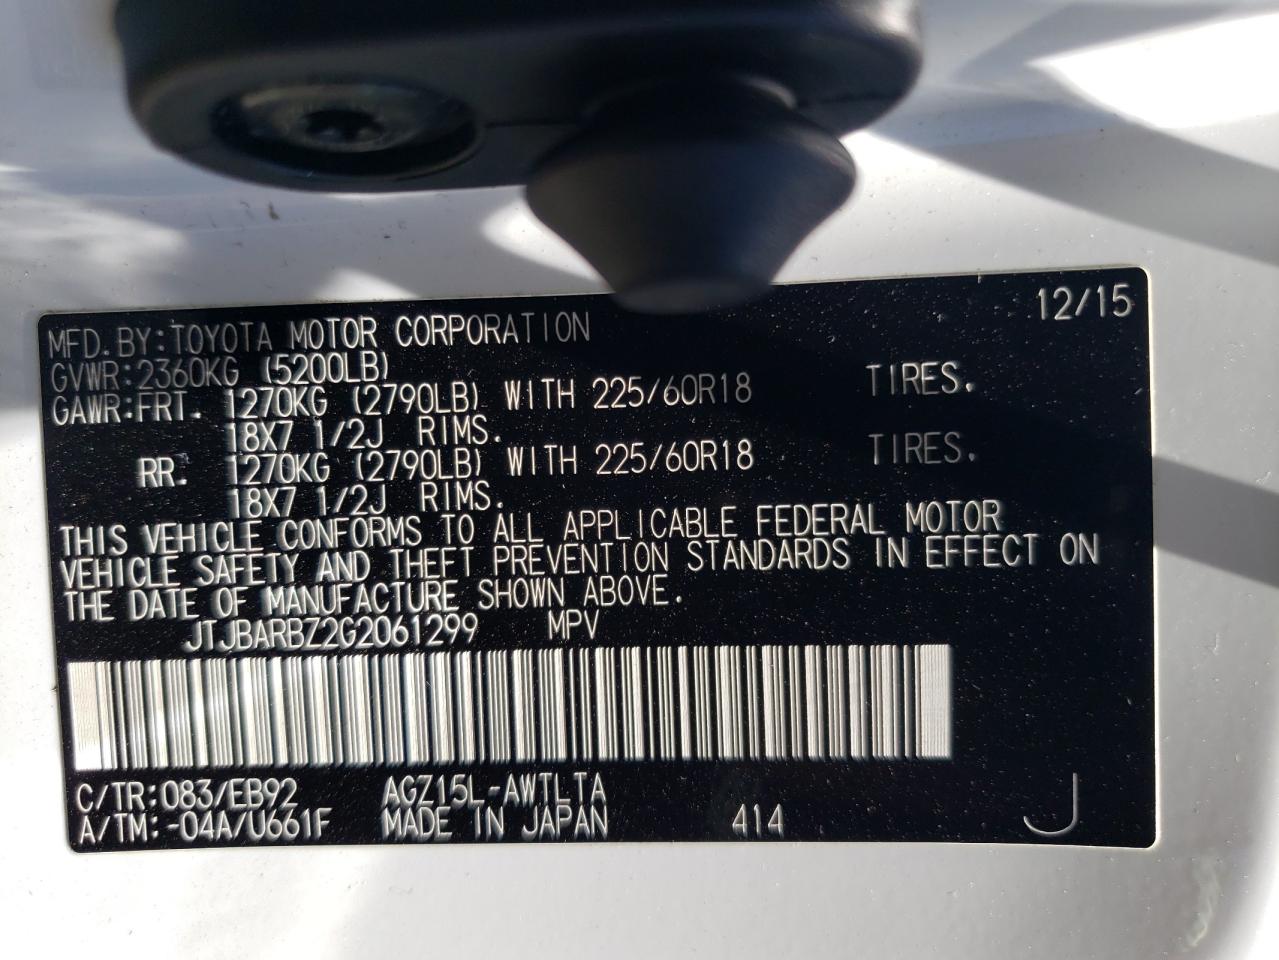 12/15
MFD. BY: TOYOTA MOTOR CORPORATION
GVWR: 2360KG (5200LB)
GAWR: FRT. 1270KG (2790LB) WITH 225/60R18 TIRES.
18X7 1/2J RIMS.
RR. 1270KG (2790LB) WITH 225/60R18 TIRES.
18X7 1/2J RIMS.
THIS VEHICLE CONFORMS TO ALL APPLICABLE FEDERAL MOTOR
VEHICLE SAFETY AND THEFT PREVENTION STANDARDS IN EFFECT ON
THE DATE OF MANUFACTURE SHOWN ABOVE.
JTJBARBZ2G2061299 MPV
C/TR: 083/EB92 AGZ15L-AWTLTA
A/TM: -04A/U661F MADE IN JAPAN 414 J